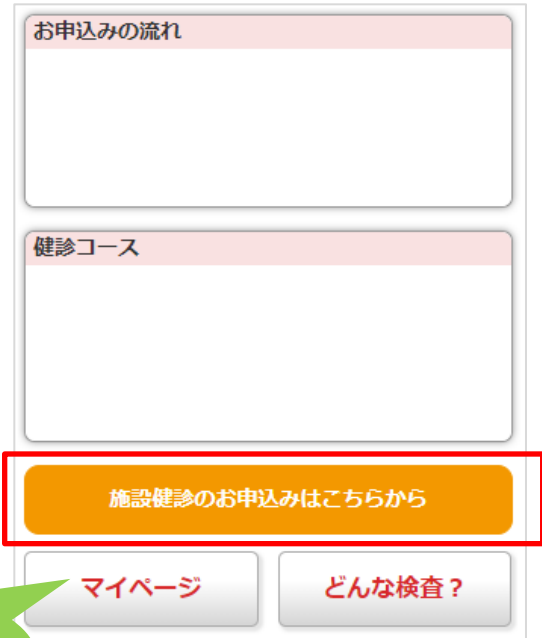 お申込みの流れ
健診コース
施設健診のお申込みはこちらから
マイページ
どんな検査？